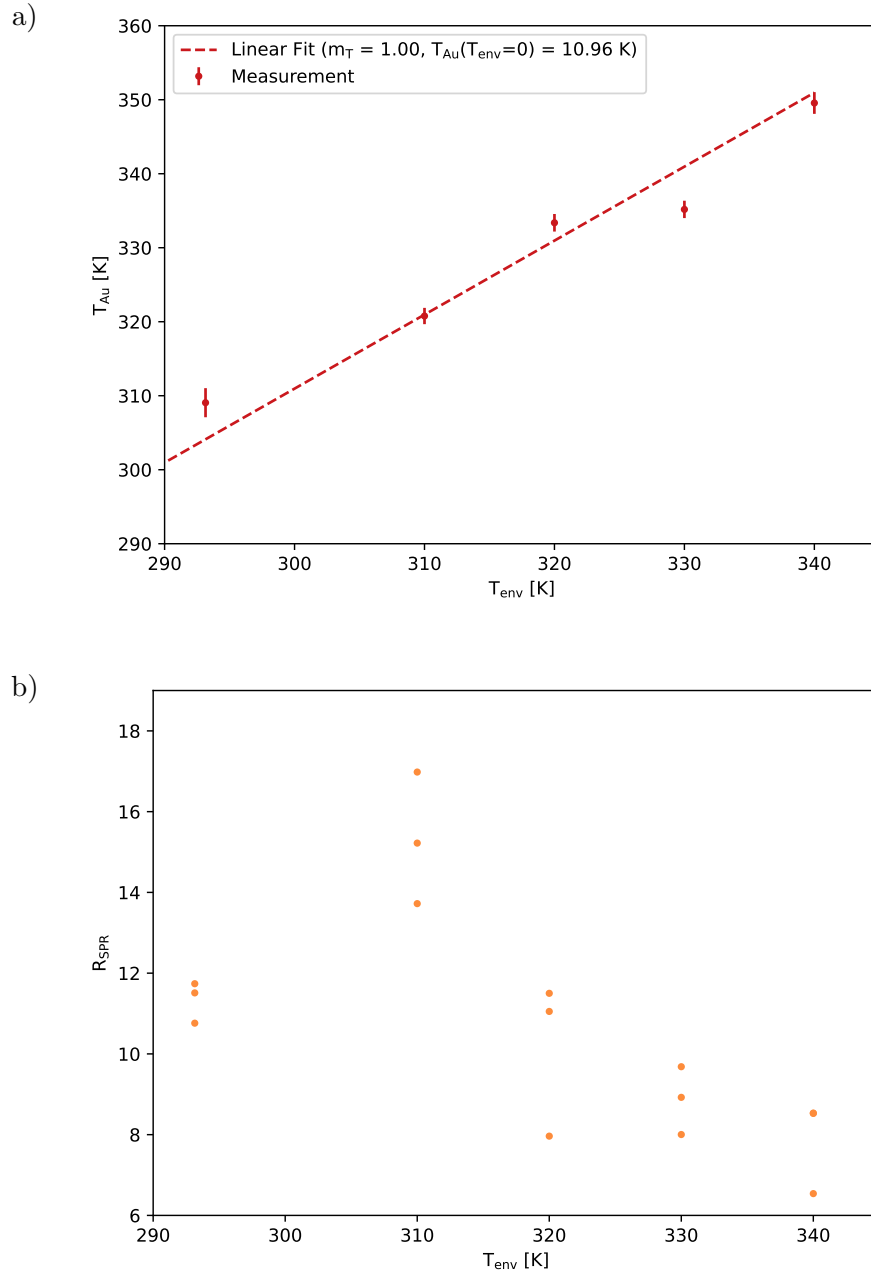 a)
360
350
340
330
320
310
300
290
T_Au [K]
Linear Fit (m_T = 1.00, T_Au(T_env=0) = 10.96 K)
Measurement
290 300 310 320 330 340
T_env [K]
b)
18
16
14
12
10
8
6
R_SPR
290 300 310 320 330 340
T_env [K]